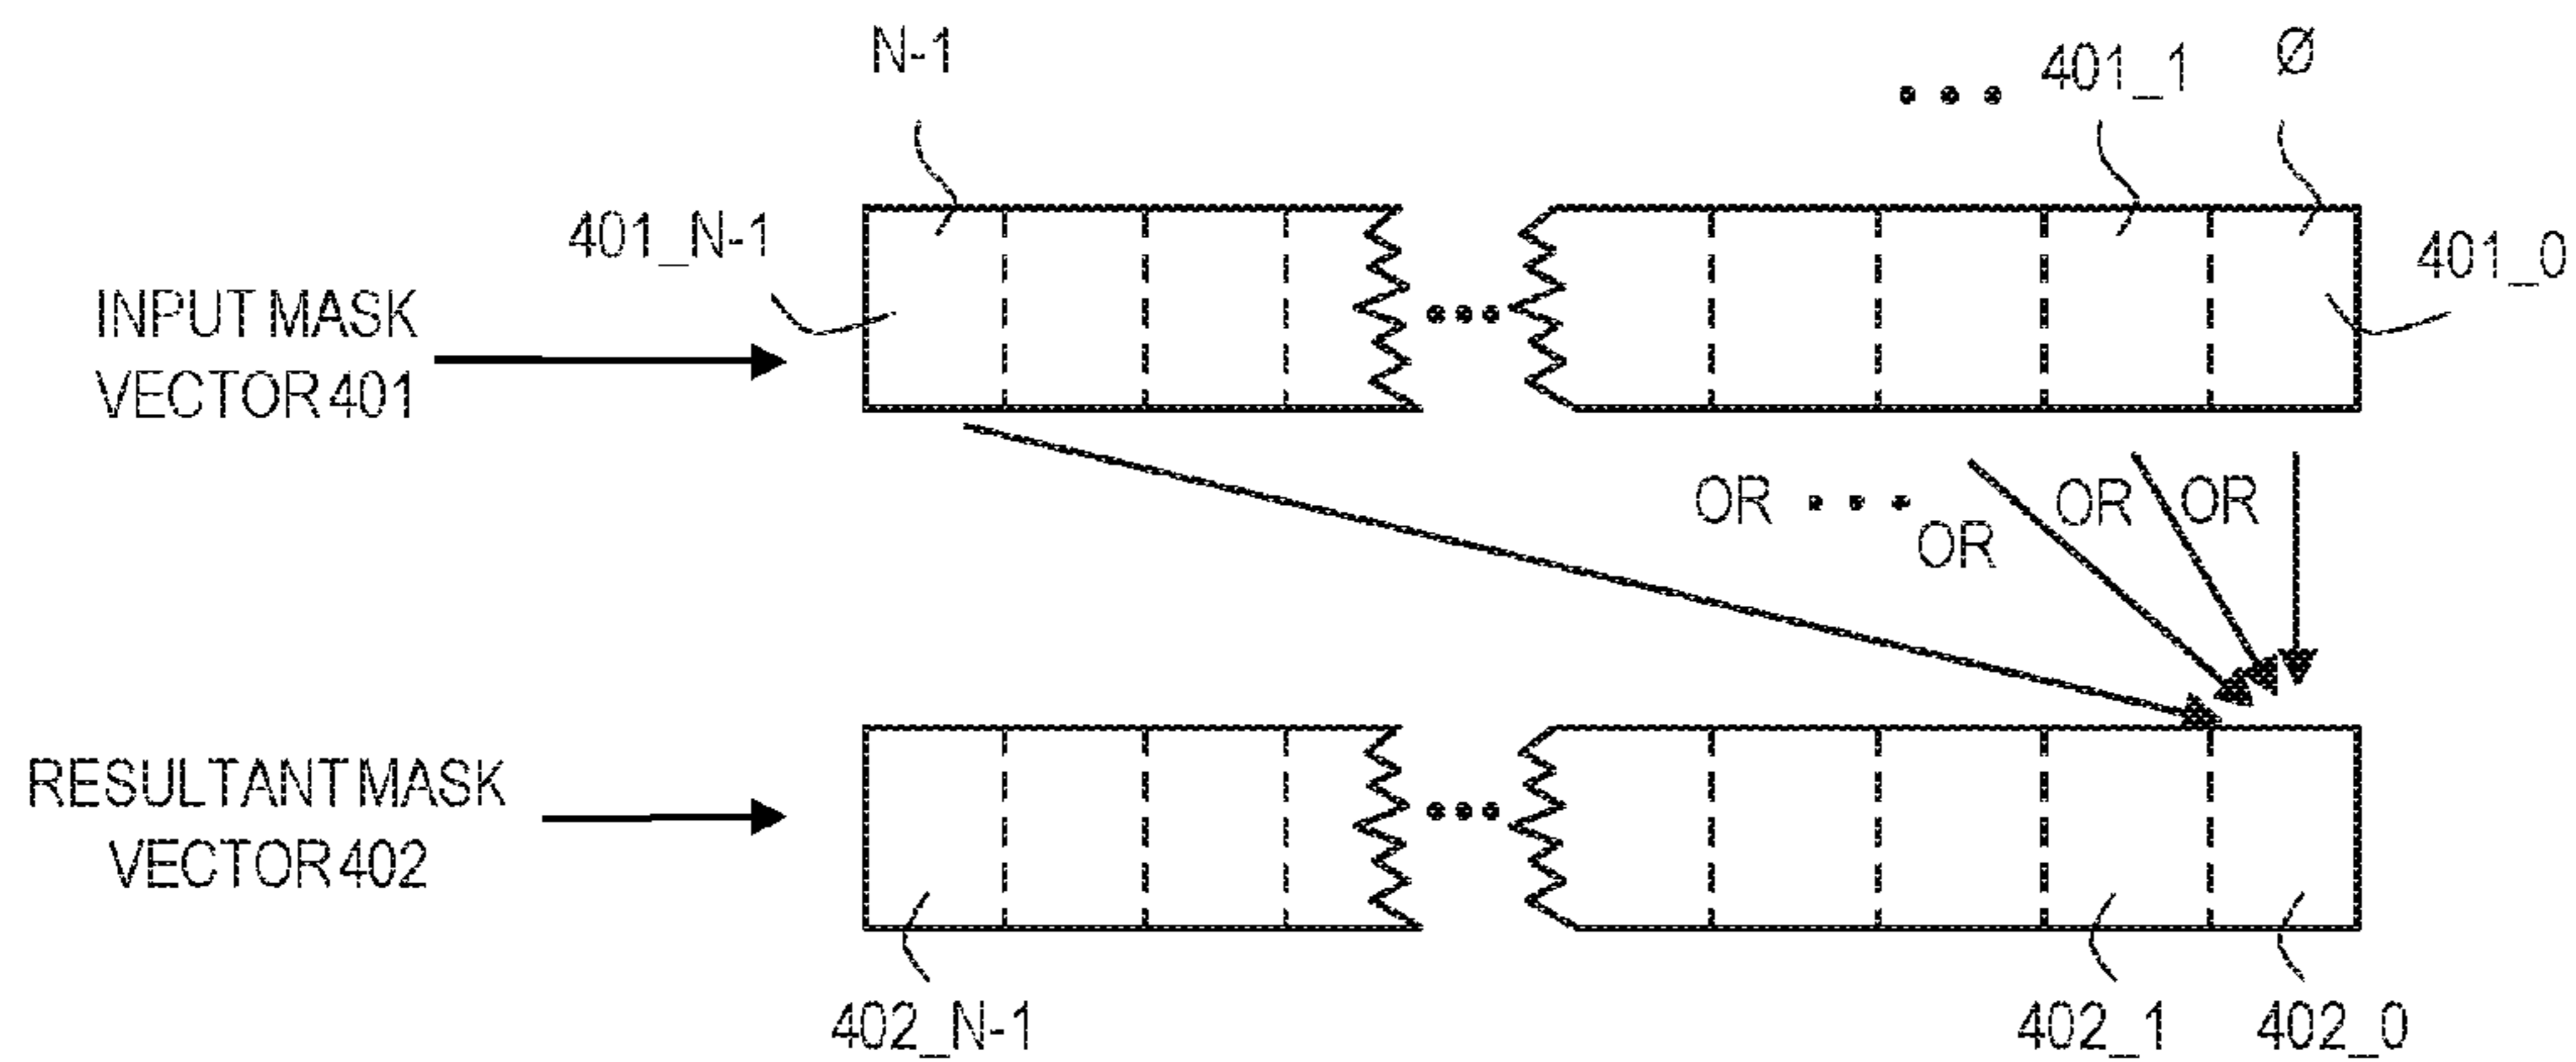 N-1
401_1
Ø
401_N-1
401_0
INPUT MASK
VECTOR 401
OR
OR
OR
OR
RESULTANT MASK
VECTOR 402
402_N-1
402_1
402_0